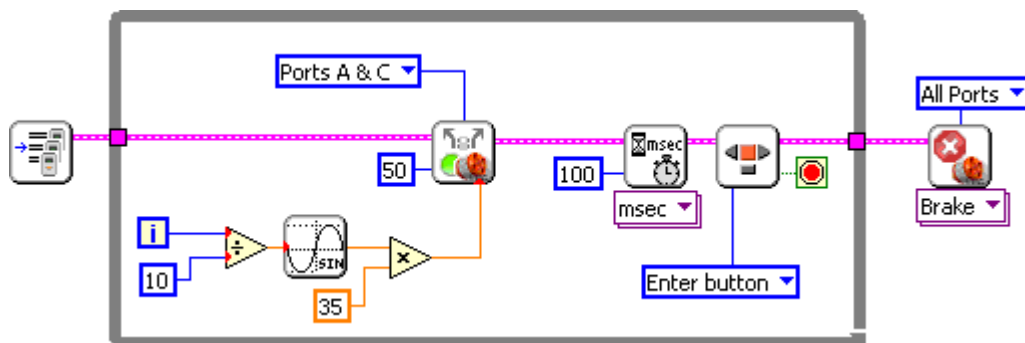 Ports A & C
All Ports
50
msec
100
msec
Brake
i
÷
SIN
×
10
35
Enter button